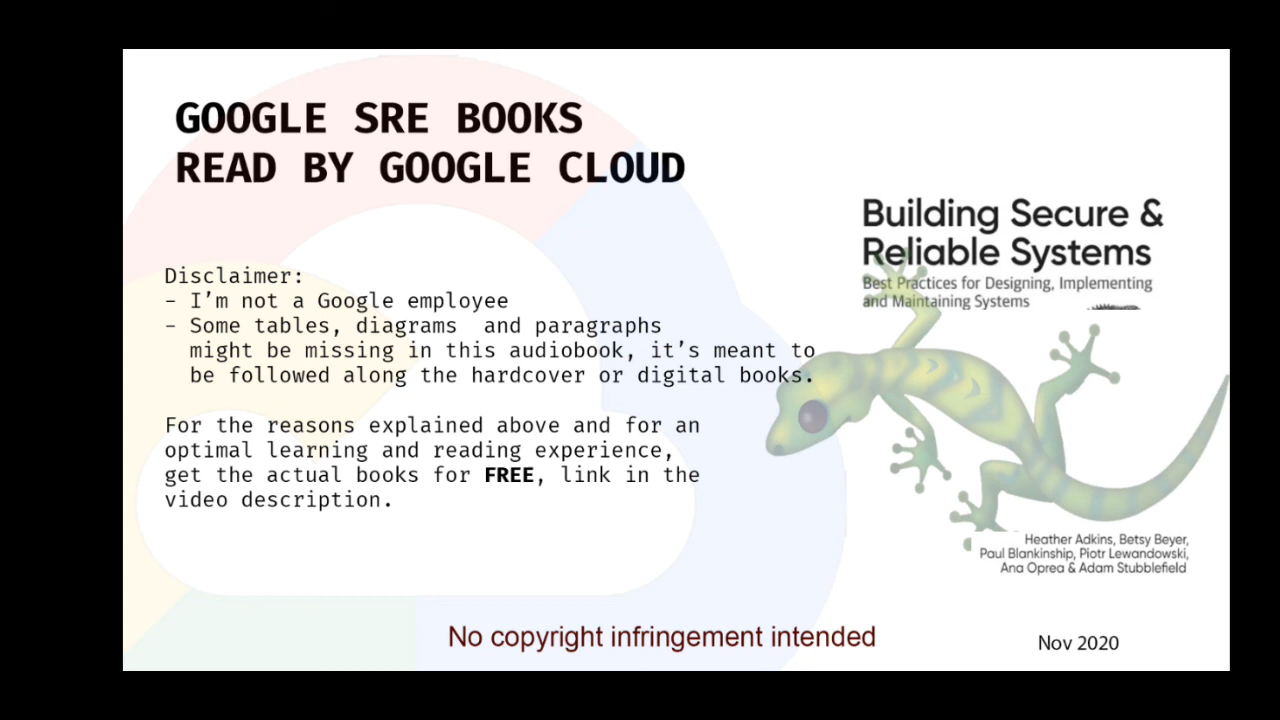 GOOGLE SRE BOOKS
READ BY GOOGLE CLOUD
Disclaimer:
- I’m not a Google employee
- Some tables, diagrams  and paragraphs
might be missing in this audiobook, it’s meant to
be followed along the hardcover or digital books.
For the reasons explained above and for an
optimal learning and reading experience,
get the actual books for FREE, link in the
video description.
Building Secure &
Reliable Systems
Best Practices for Designing, Implementing
and Maintaining Systems
Heather Adkins, Betsy Beyer,
Paul Blankinship, Piotr Lewandowski,
Ana Oprea & Adam Stubblefield
No copyright infringement intended
Nov 2020